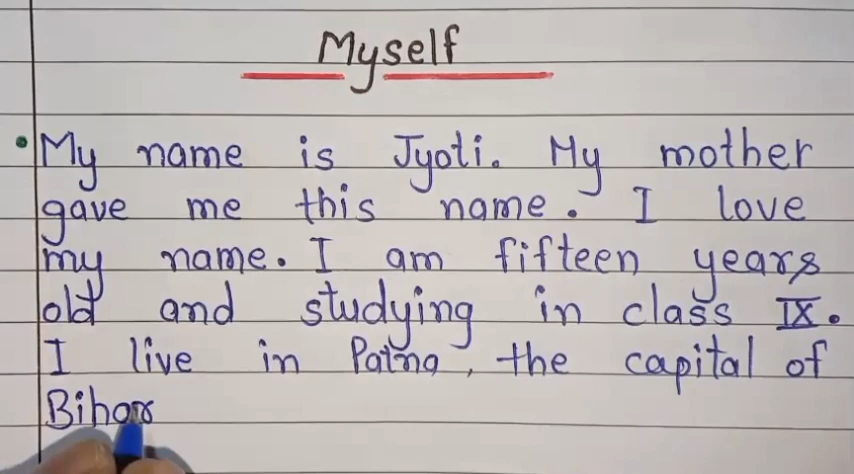 Myself
My name is Jyoti. My mother
gave me this name. I love
my name. I am fifteen years
old and studying in class IX.
I live in Patna, the capital of
Bihar